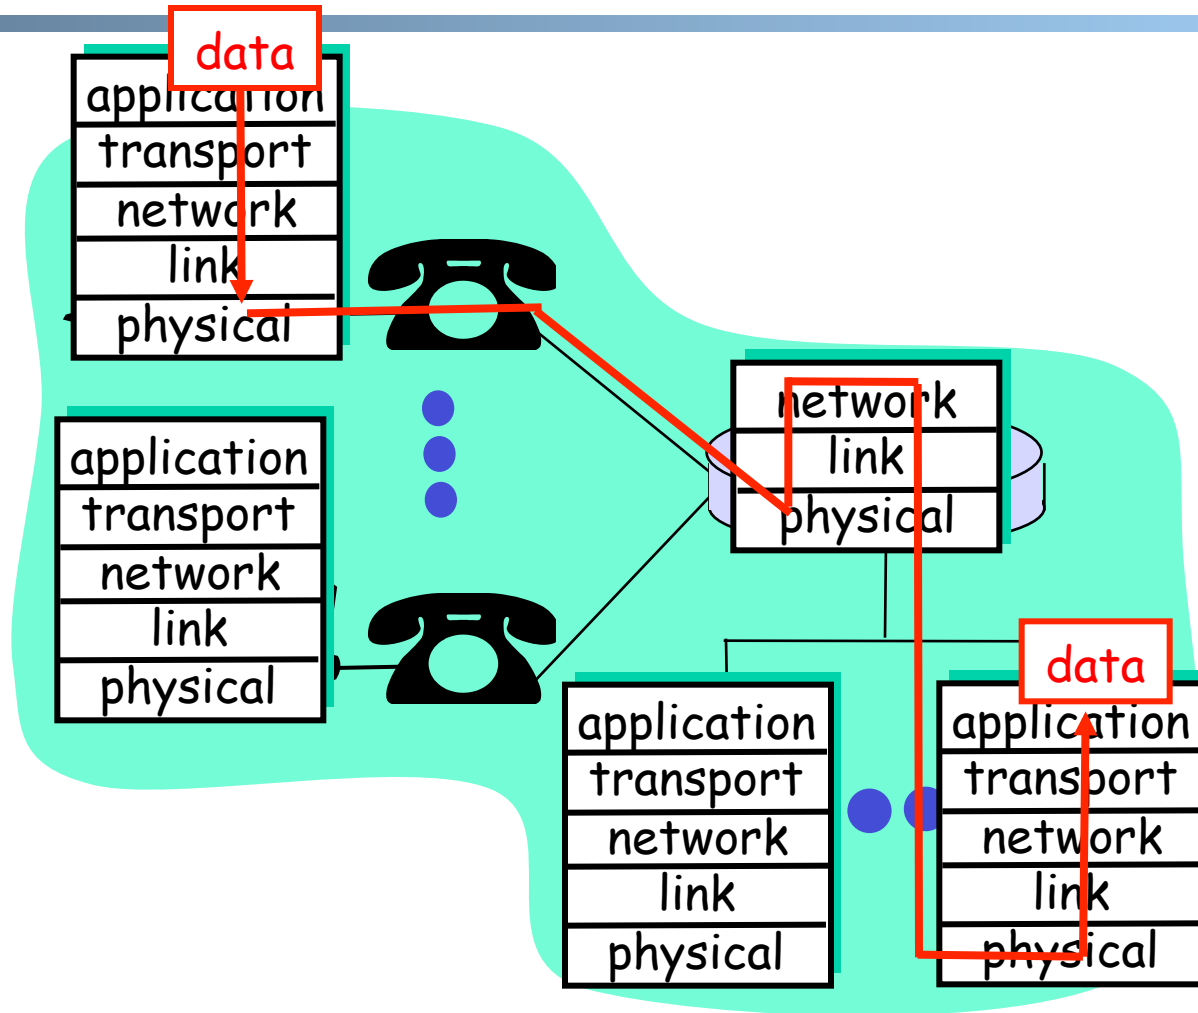 data
application
transport
network
link
physical
application
transport
network
link
physical
network
link
physical
application
transport
network
link
physical
data
application
transport
network
link
physical